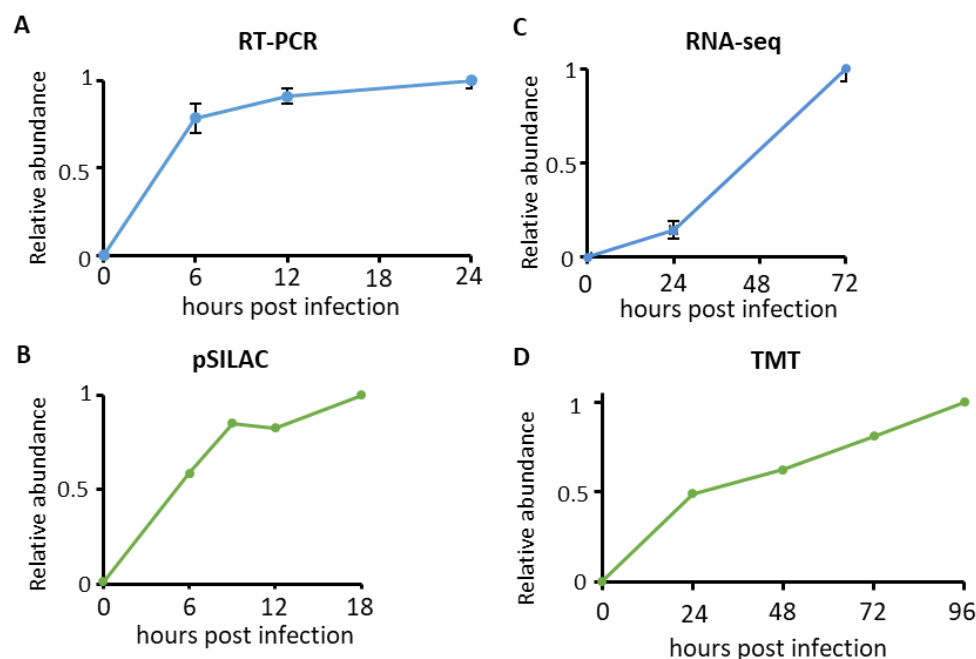 A
RT-PCR
Relative abundance
1
0.5
0
0 6 12 18 24
hours post infection
B
pSILAC
Relative abundance
1
0.5
0
0 6 12 18
hours post infection
C
RNA-seq
Relative abundance
1
0.5
0
0 24 48 72
hours post infection
D
TMT
Relative abundance
1
0.5
0
0 24 48 72 96
hours post infection